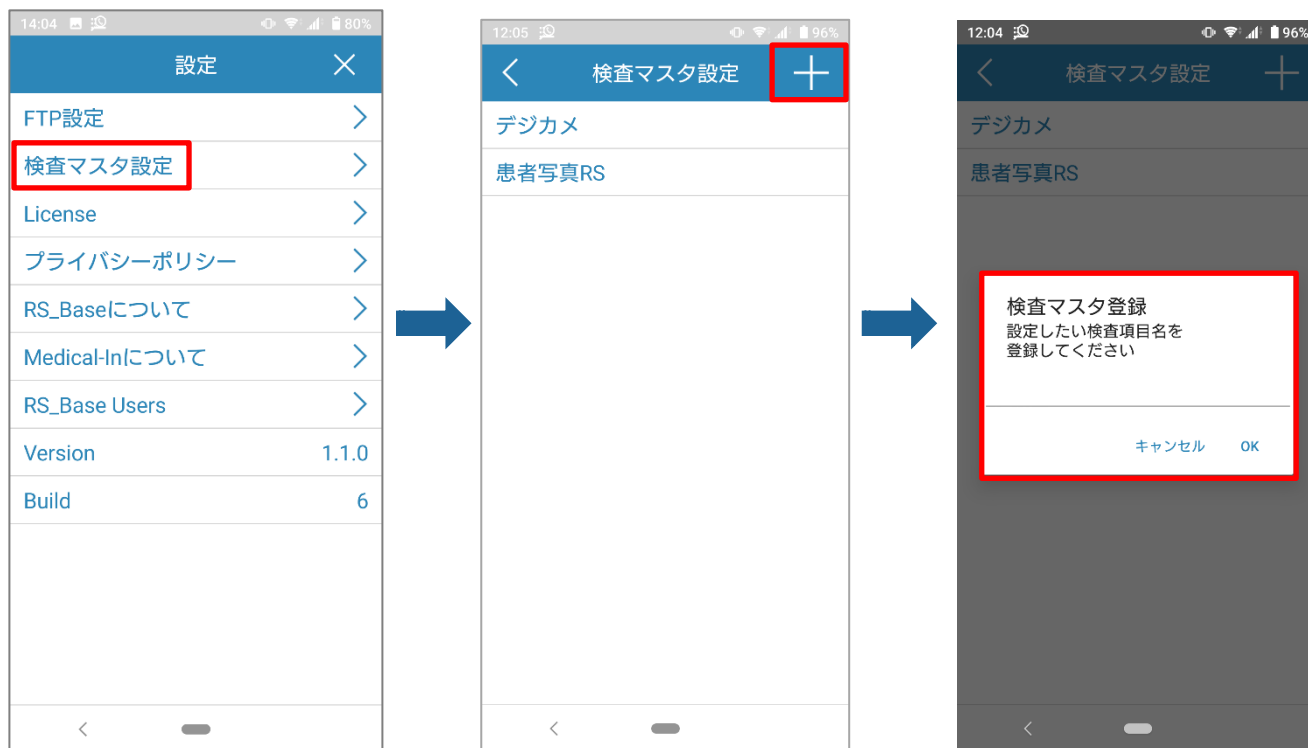 14:04
80%
設定
FTP設定
検査マスタ設定
License
プライバシーポリシー
RS_Baseについて
Medical-Inについて
RS_Base Users
Version 1.1.0
Build 6
12:05
96%
検査マスタ設定
デジカメ
患者写真RS
12:04
96%
検査マスタ設定
デジカメ
患者写真RS
検査マスタ登録
設定したい検査項目名を
登録してください
キャンセル OK